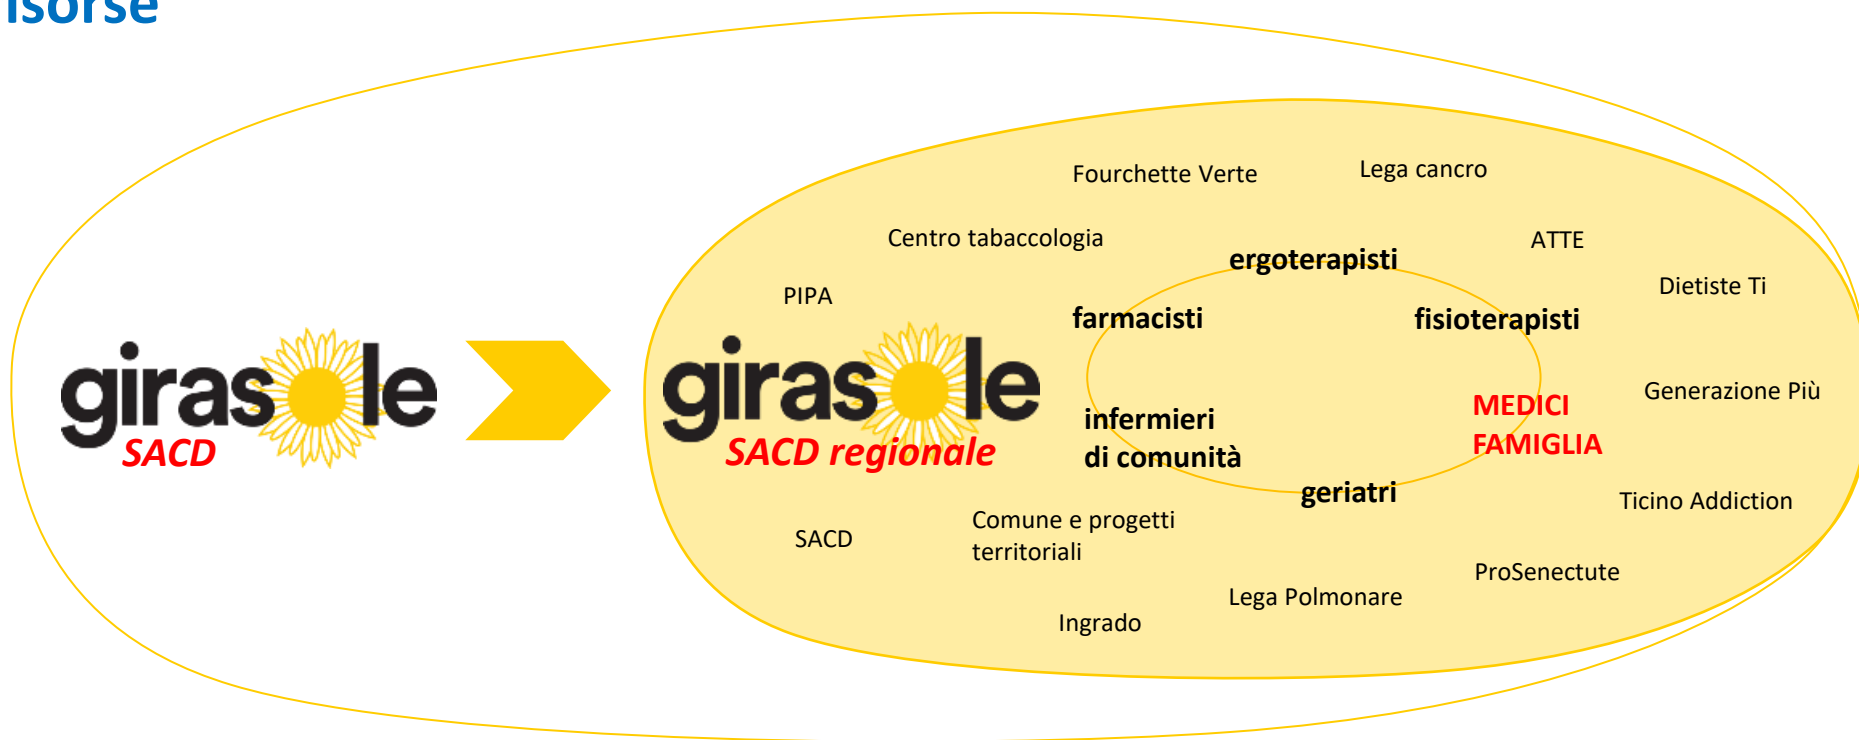 isorse
Fourchette Verte
Lega cancro
Centro tabaccologia
ergoterapisti
ATTE
PIPA
Dietiste Ti
farmacisti
fisioterapisti
girasole
SACD
girasole
SACD regionale
infermieri
di comunità
MEDICI
FAMIGLIA
Generazione Più
geriatri
Ticino Addiction
SACD
Comune e progetti
territoriali
ProSenectute
Lega Polmonare
Ingrado